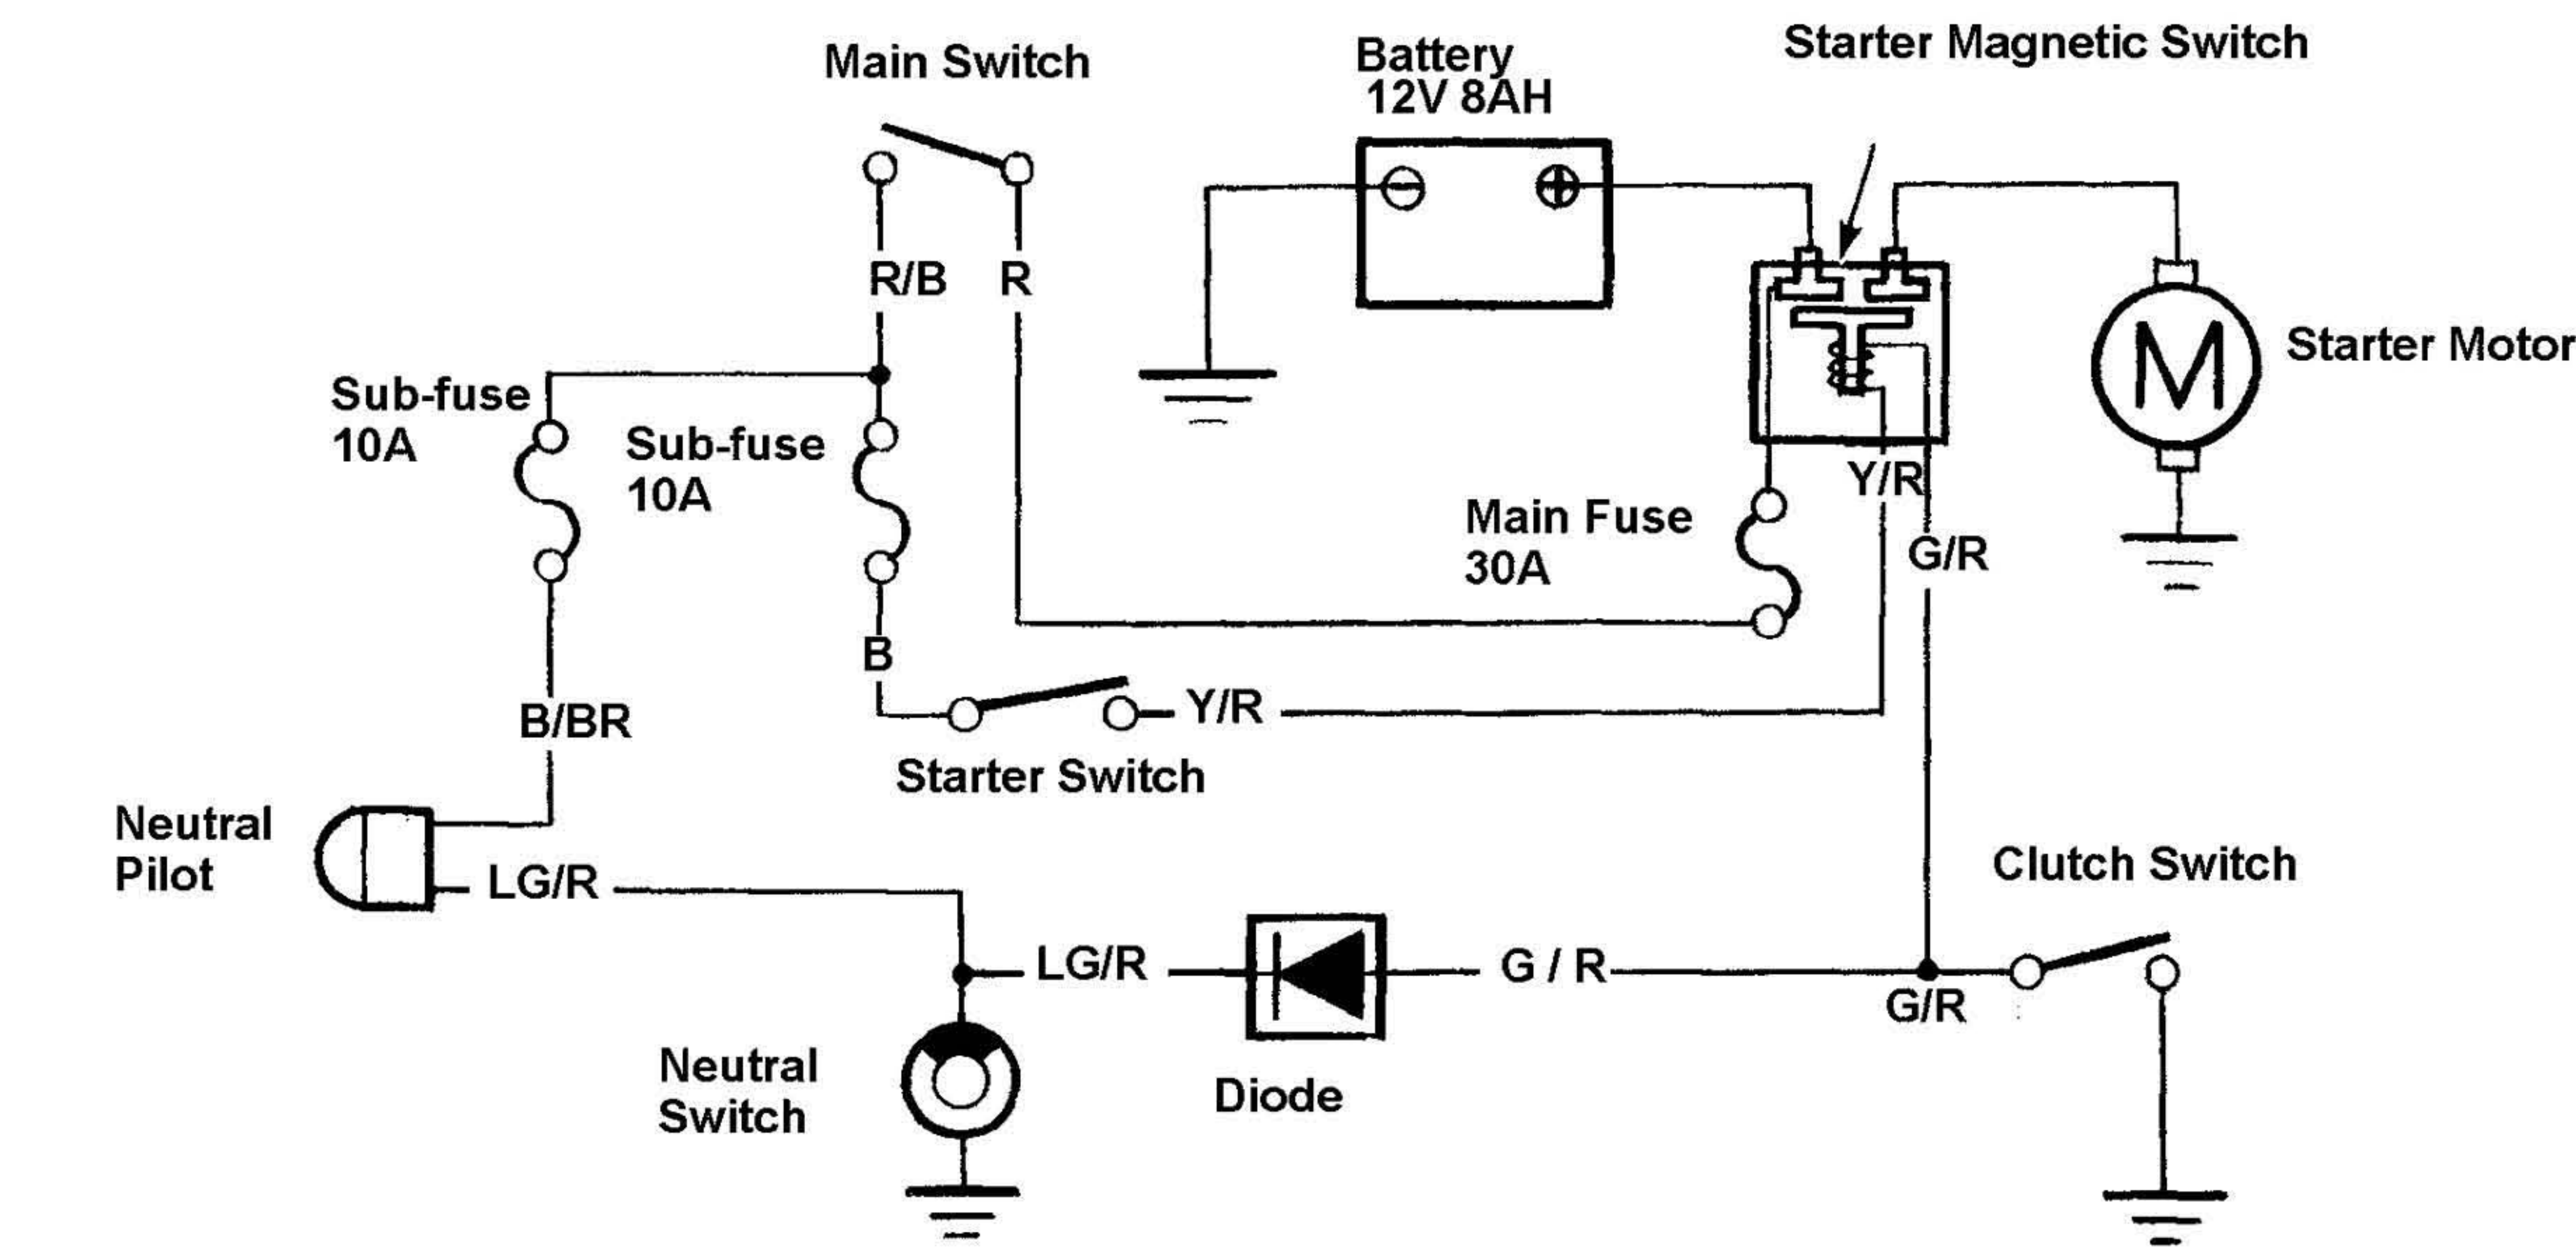 Main Switch
Battery
12V 8AH
Starter Magnetic Switch
R/B
R
Starter Motor
Sub-fuse
10A
Sub-fuse
10A
Y/R
Main Fuse
30A
G/R
B
B/BR
Y/R
Starter Switch
Neutral
Pilot
LG/R
Clutch Switch
LG/R
G / R
G/R
Neutral
Switch
Diode
M